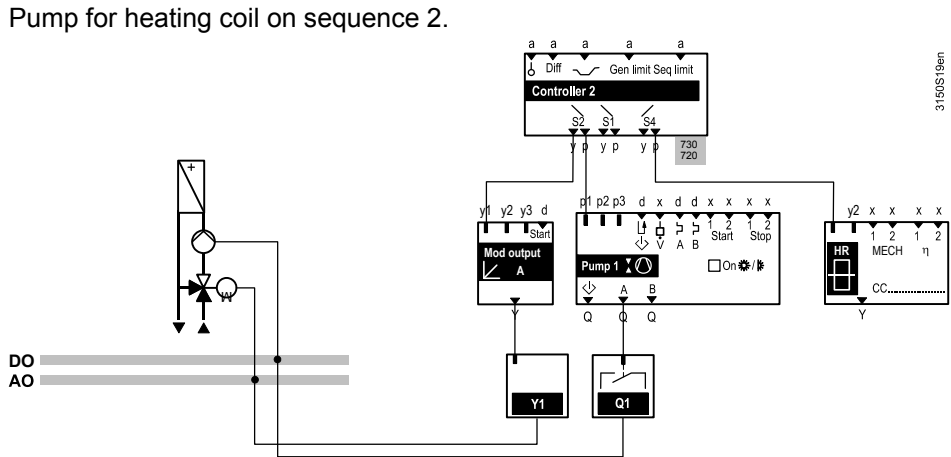 Pump for heating coil on sequence 2.
a a a a a
Diff Gen limit Seq limit
Controller 2
S2 S1 S4
y p y p y p
730
720
3150S19en
+
y1 y2 y3 d
Start
Mod output
A
Y
p1 p2 p3 d x d d x x x x
V A B 1 2 1 2
Start Stop
Pump 1
On
A B
Q Q Q
y2 x x x x
1 2 1 2
HR MECH η
CC
Y
M
DO
AO
Y1
Q1